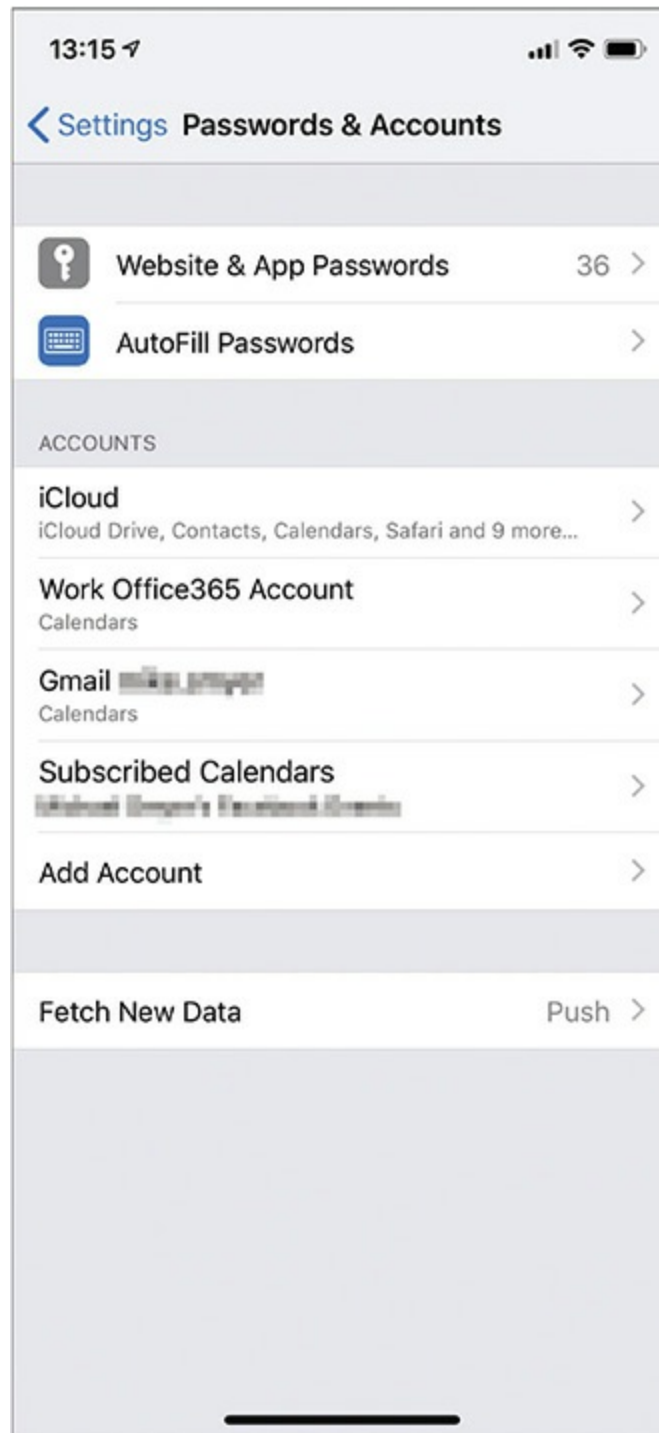 13:15
Settings Passwords & Accounts
Website & App Passwords 36
AutoFill Passwords
ACCOUNTS
iCloud
iCloud Drive, Contacts, Calendars, Safari and 9 more...
Work Office365 Account
Calendars
Gmail
Calendars
Subscribed Calendars
Add Account
Fetch New Data Push